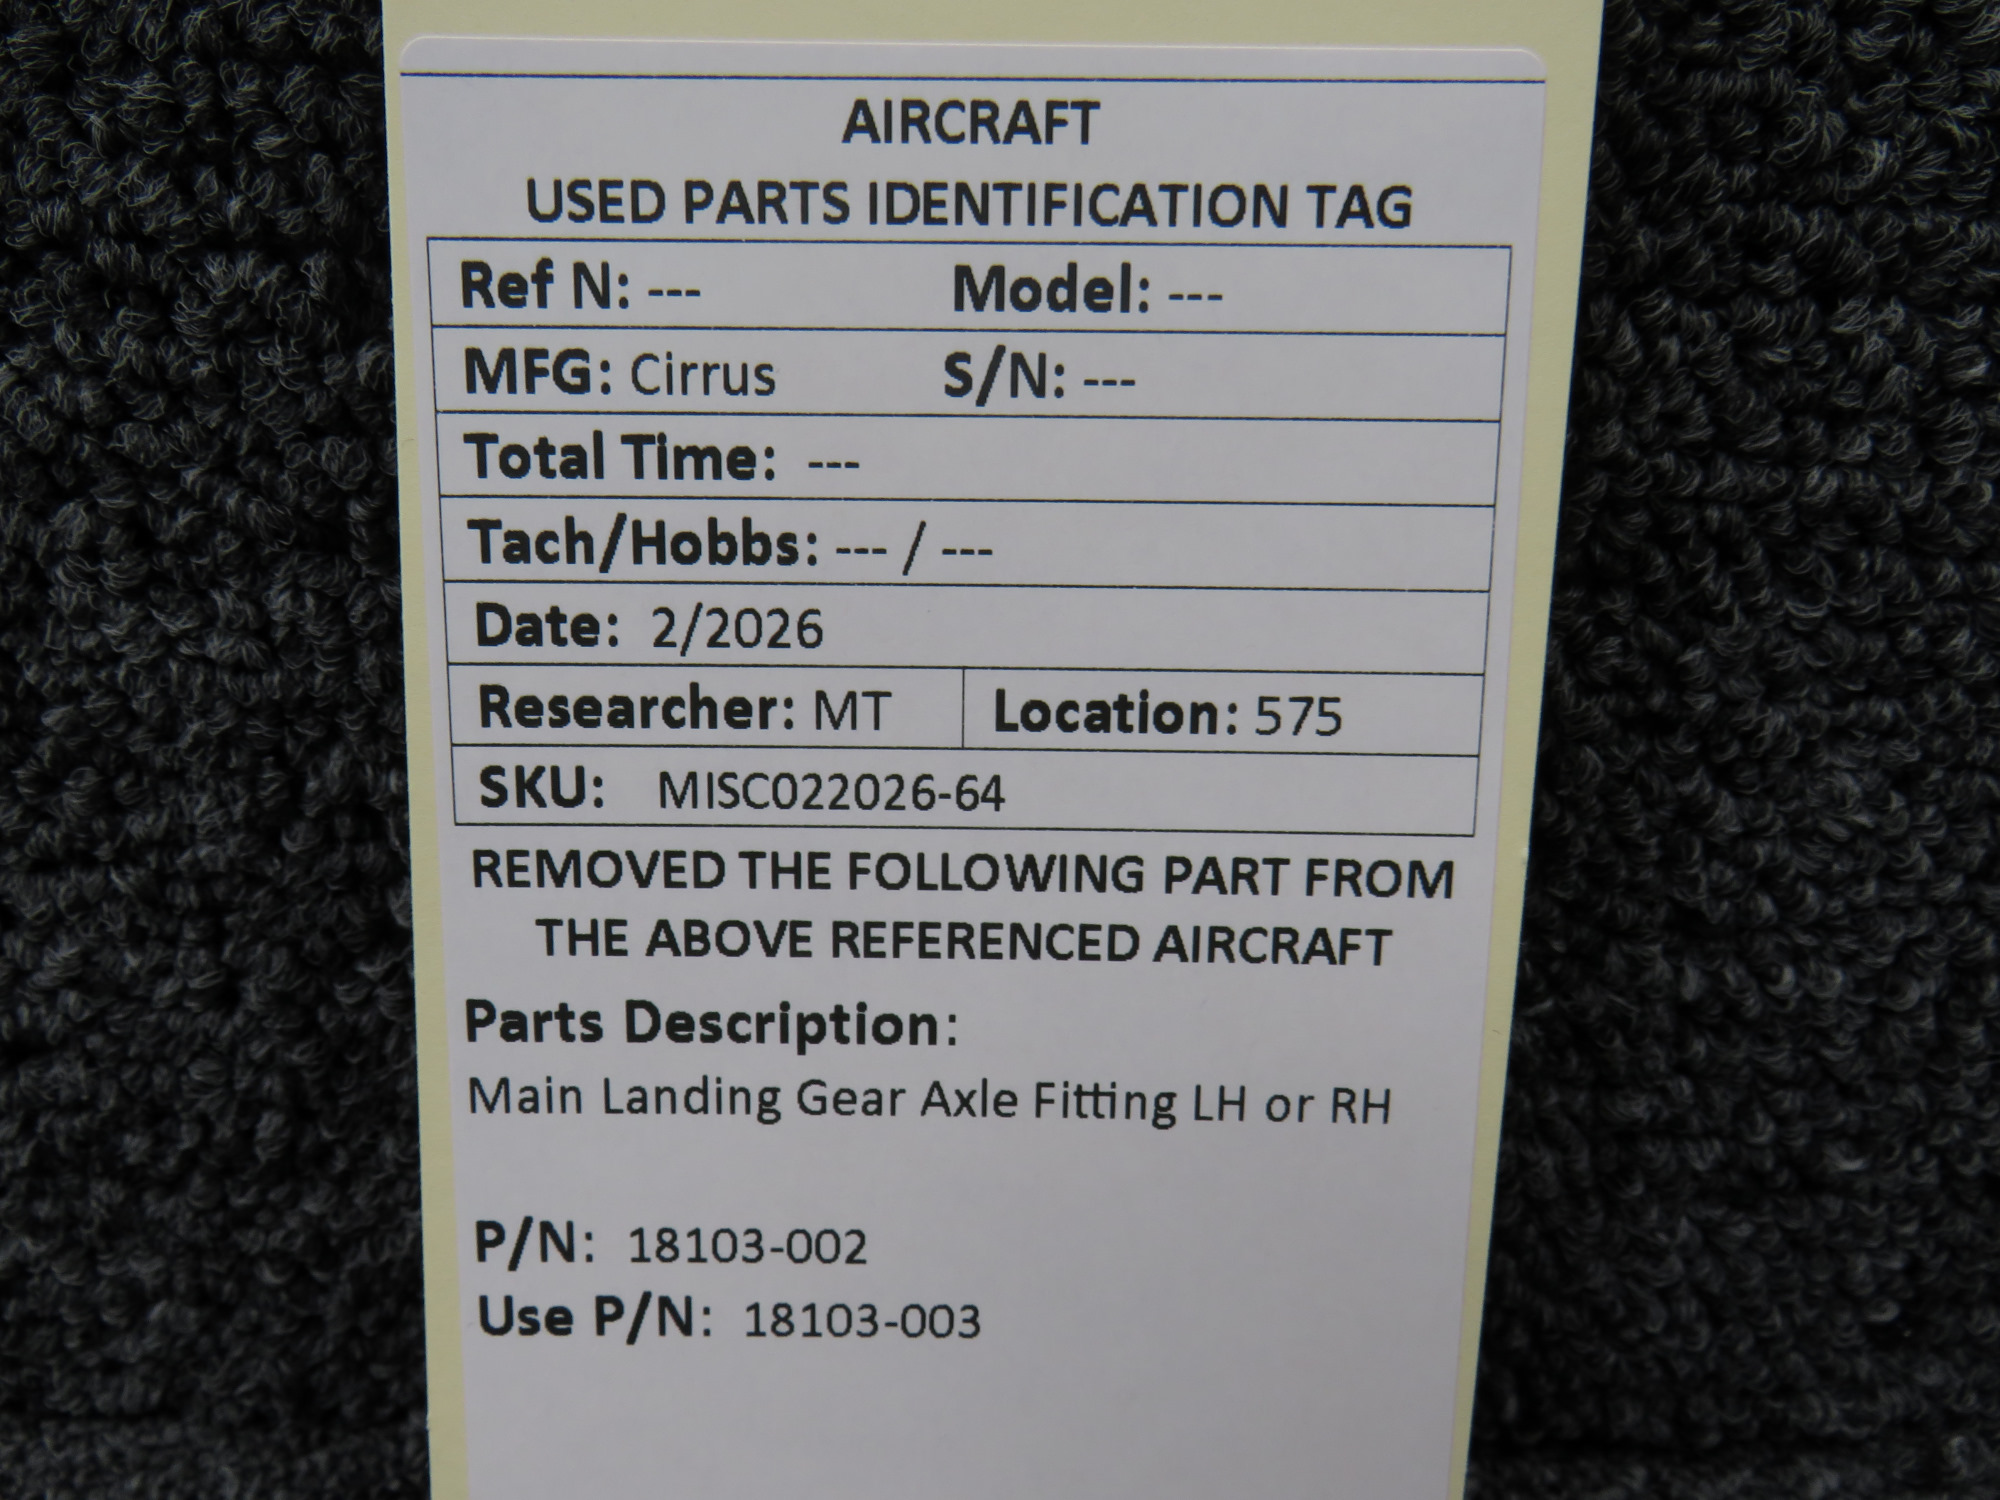 AIRCRAFT
USED PARTS IDENTIFICATION TAG
Ref N: --- Model: ---
MFG: Cirrus S/N: ---
Total Time: ---
Tach/Hobbs: --- / ---
Date: 2/2026
Researcher: MT Location: 575
SKU: MISC022026-64
REMOVED THE FOLLOWING PART FROM
THE ABOVE REFERENCED AIRCRAFT
Parts Description:
Main Landing Gear Axle Fitting LH or RH
P/N: 18103-002
Use P/N: 18103-003